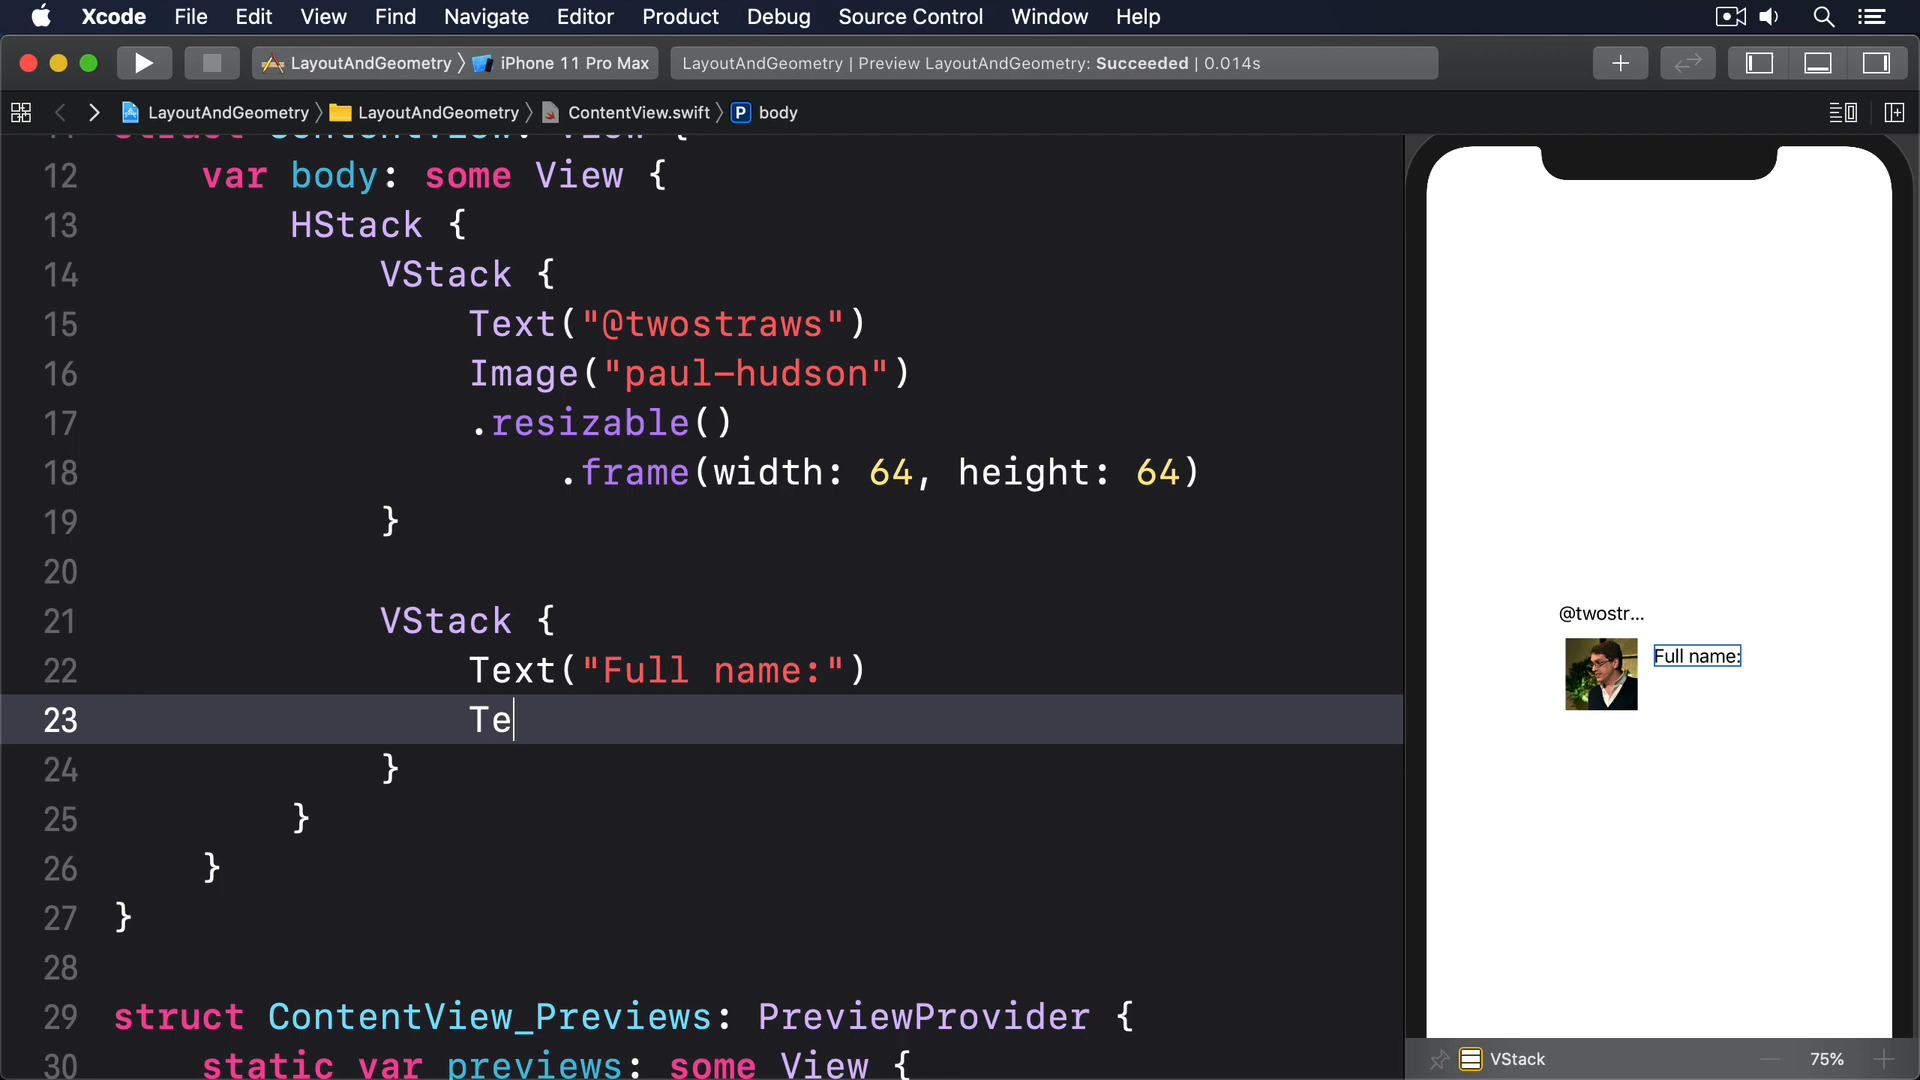 Xcode File Edit View Find Navigate Editor Product Debug Source Control Window Help
LayoutAndGeometry iPhone 11 Pro Max LayoutAndGeometry | Preview LayoutAndGeometry: Succeeded | 0.014s
LayoutAndGeometry LayoutAndGeometry ContentView.swift P body
struct ContentView: View {
12 var body: some View {
13 HStack {
14 VStack {
15 Text("@twostraws")
16 Image("paul-hudson")
17 .resizable()
18 .frame(width: 64, height: 64)
19 }
20
21 VStack {
22 Text("Full name:")
23 Te
24 }
25 }
26 }
27 }
28
29 struct ContentView_Previews: PreviewProvider {
30 static var previews: some View {
@twostr...
Full name:
VStack 75%